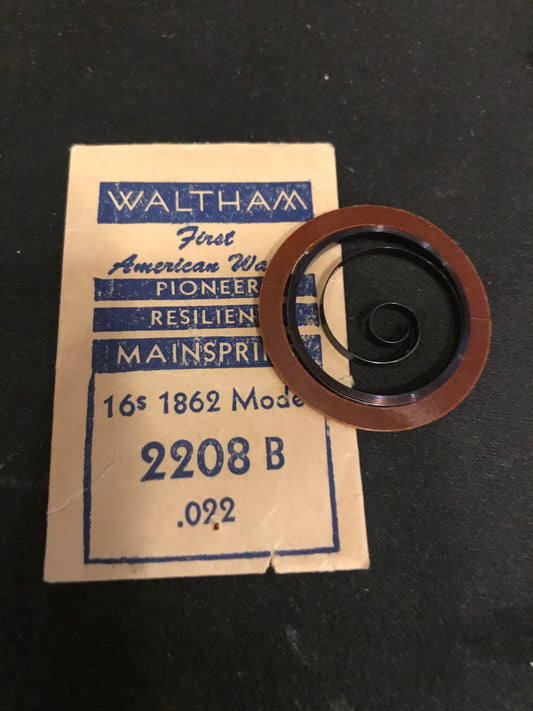 WALTHAM
First
American Wa
PIONEER
RESILIEN
MAINSPRI
16s 1862 Mode
2208 B
.022